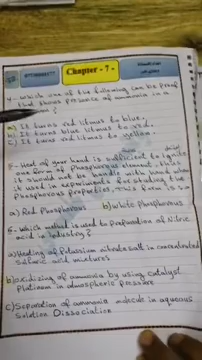 Chapter - 7 -
4- which one of the following can be proof
that shows presence of ammonia in a
a) It turns red litmus to blue.
b) It turns blue litmus to red.
c) It turns red litmus to yellow.
5- Heat of your hand is sufficient to ignite
one form of Phosphorous element, therefore
it should not be handle with hand when
it used in experiments for studding the
Phosphorous properties, this form is
a) Red Phosphorous b) white Phosphorous
6- which method is used to Preparation of Nitric
acid in industry?
a) Heating of Potassium nitrate salt in concentrated
Sulfuric acid mixtures
b) oxidizing of ammonia by using catalyst
Platinum in atmospheric pressure
c) Separation of ammonia molecule in aqueous
Solution Dissociation